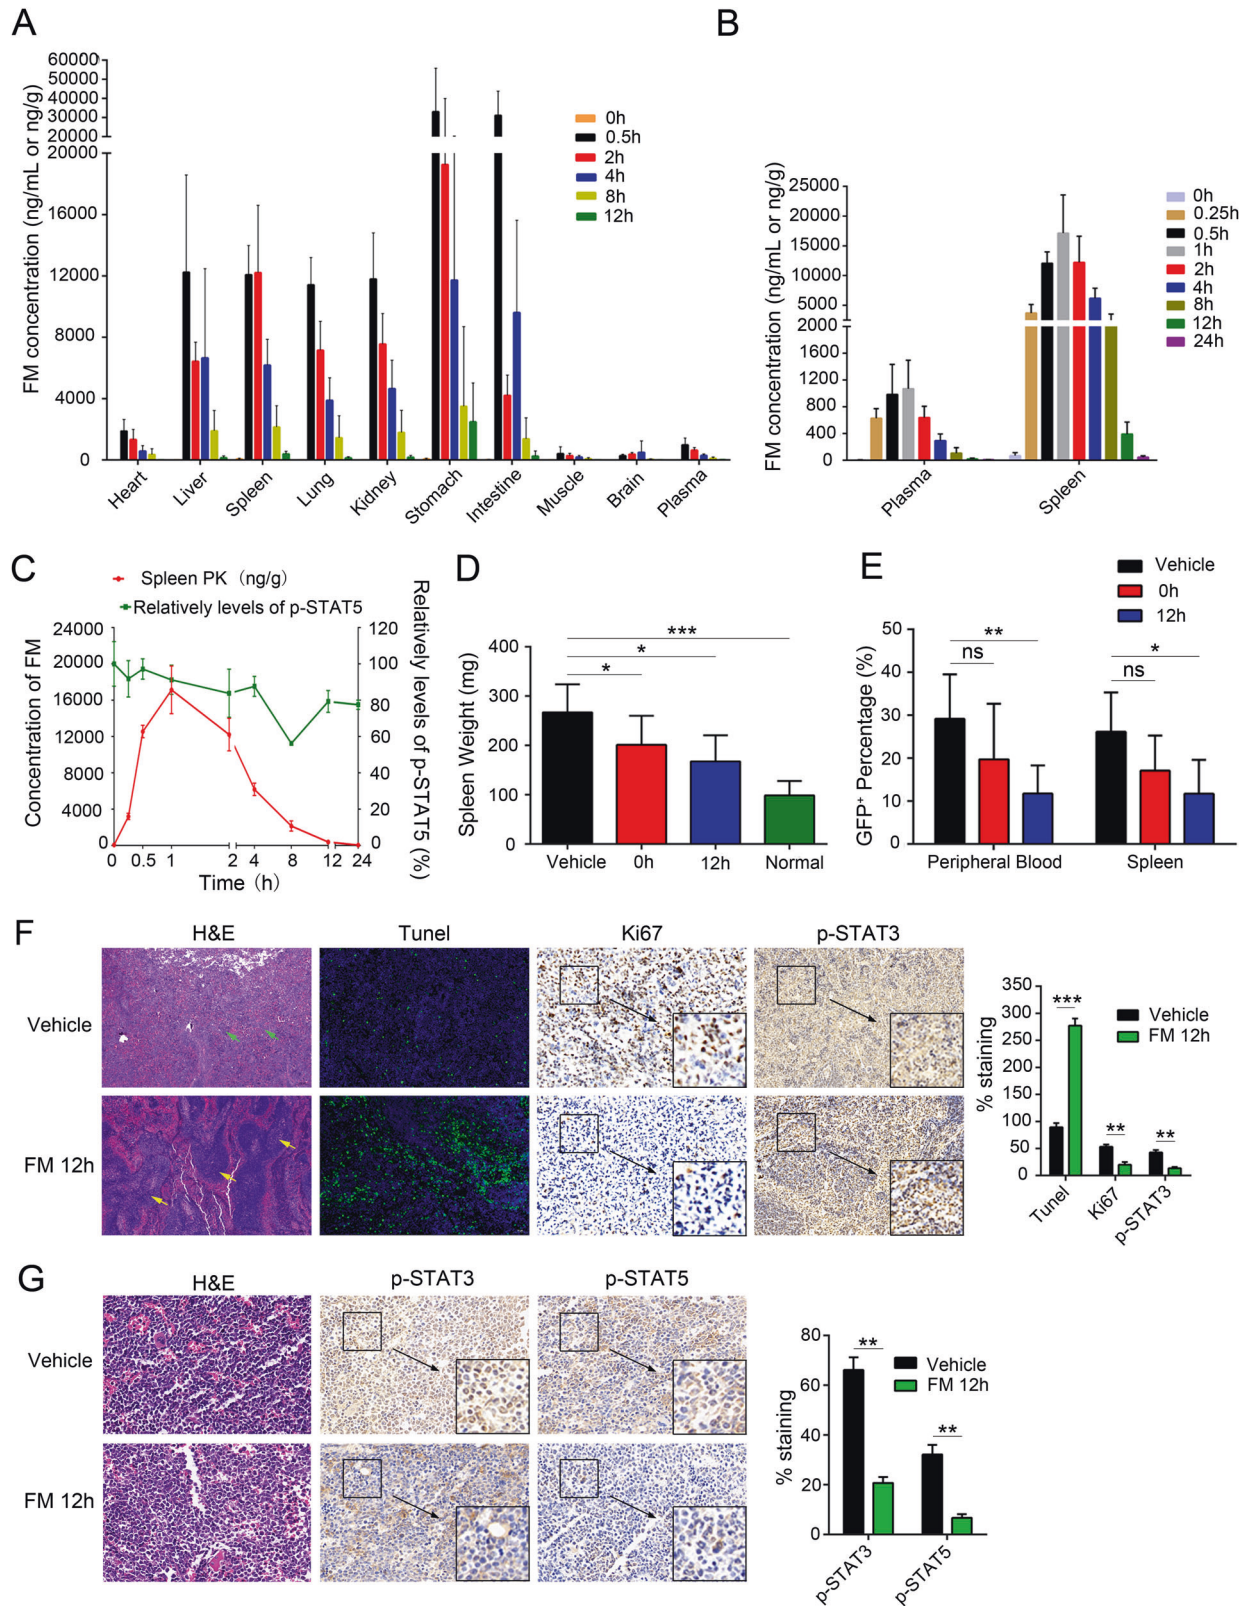 A
FM concentration (ng/mL or ng/g)
60000
50000
40000
30000
20000
20000
16000
12000
8000
4000
0
Heart
Liver
Spleen
Lung
Kidney
Stomach
Intestine
Muscle
Brain
Plasma
0h
0.5h
2h
4h
8h
12h
B
FM concentration (ng/mL or ng/g)
25000
20000
15000
10000
5000
2000
1600
1200
800
400
0
Plasma
Spleen
0h
0.25h
0.5h
1h
2h
4h
8h
12h
24h
C
Spleen PK (ng/g)
Relatively levels of p-STAT5
Concentration of FM
24000
20000
16000
12000
8000
4000
0
120
100
80
60
40
20
0
Relatively levels of p-STAT5 (%)
0 0.5 1 2 4 8 12 24
Time (h)
D
Spleen Weight (mg)
400
300
200
100
0
***
*
*
Vehicle 0h 12h Normal
E
Vehicle
0h
12h
GFP+ Percentage (%)
50
40
30
20
10
0
**
ns
*
ns
Peripheral Blood
Spleen
F
H&E Tunel Ki67 p-STAT3
Vehicle
FM 12h
% staining
350
300
250
200
150
100
50
0
***
**
**
Vehicle
FM 12h
Tunel
Ki67
p-STAT3
G
H&E p-STAT3 p-STAT5
Vehicle
FM 12h
% staining
80
60
40
20
0
**
**
Vehicle
FM 12h
p-STAT3
p-STAT5